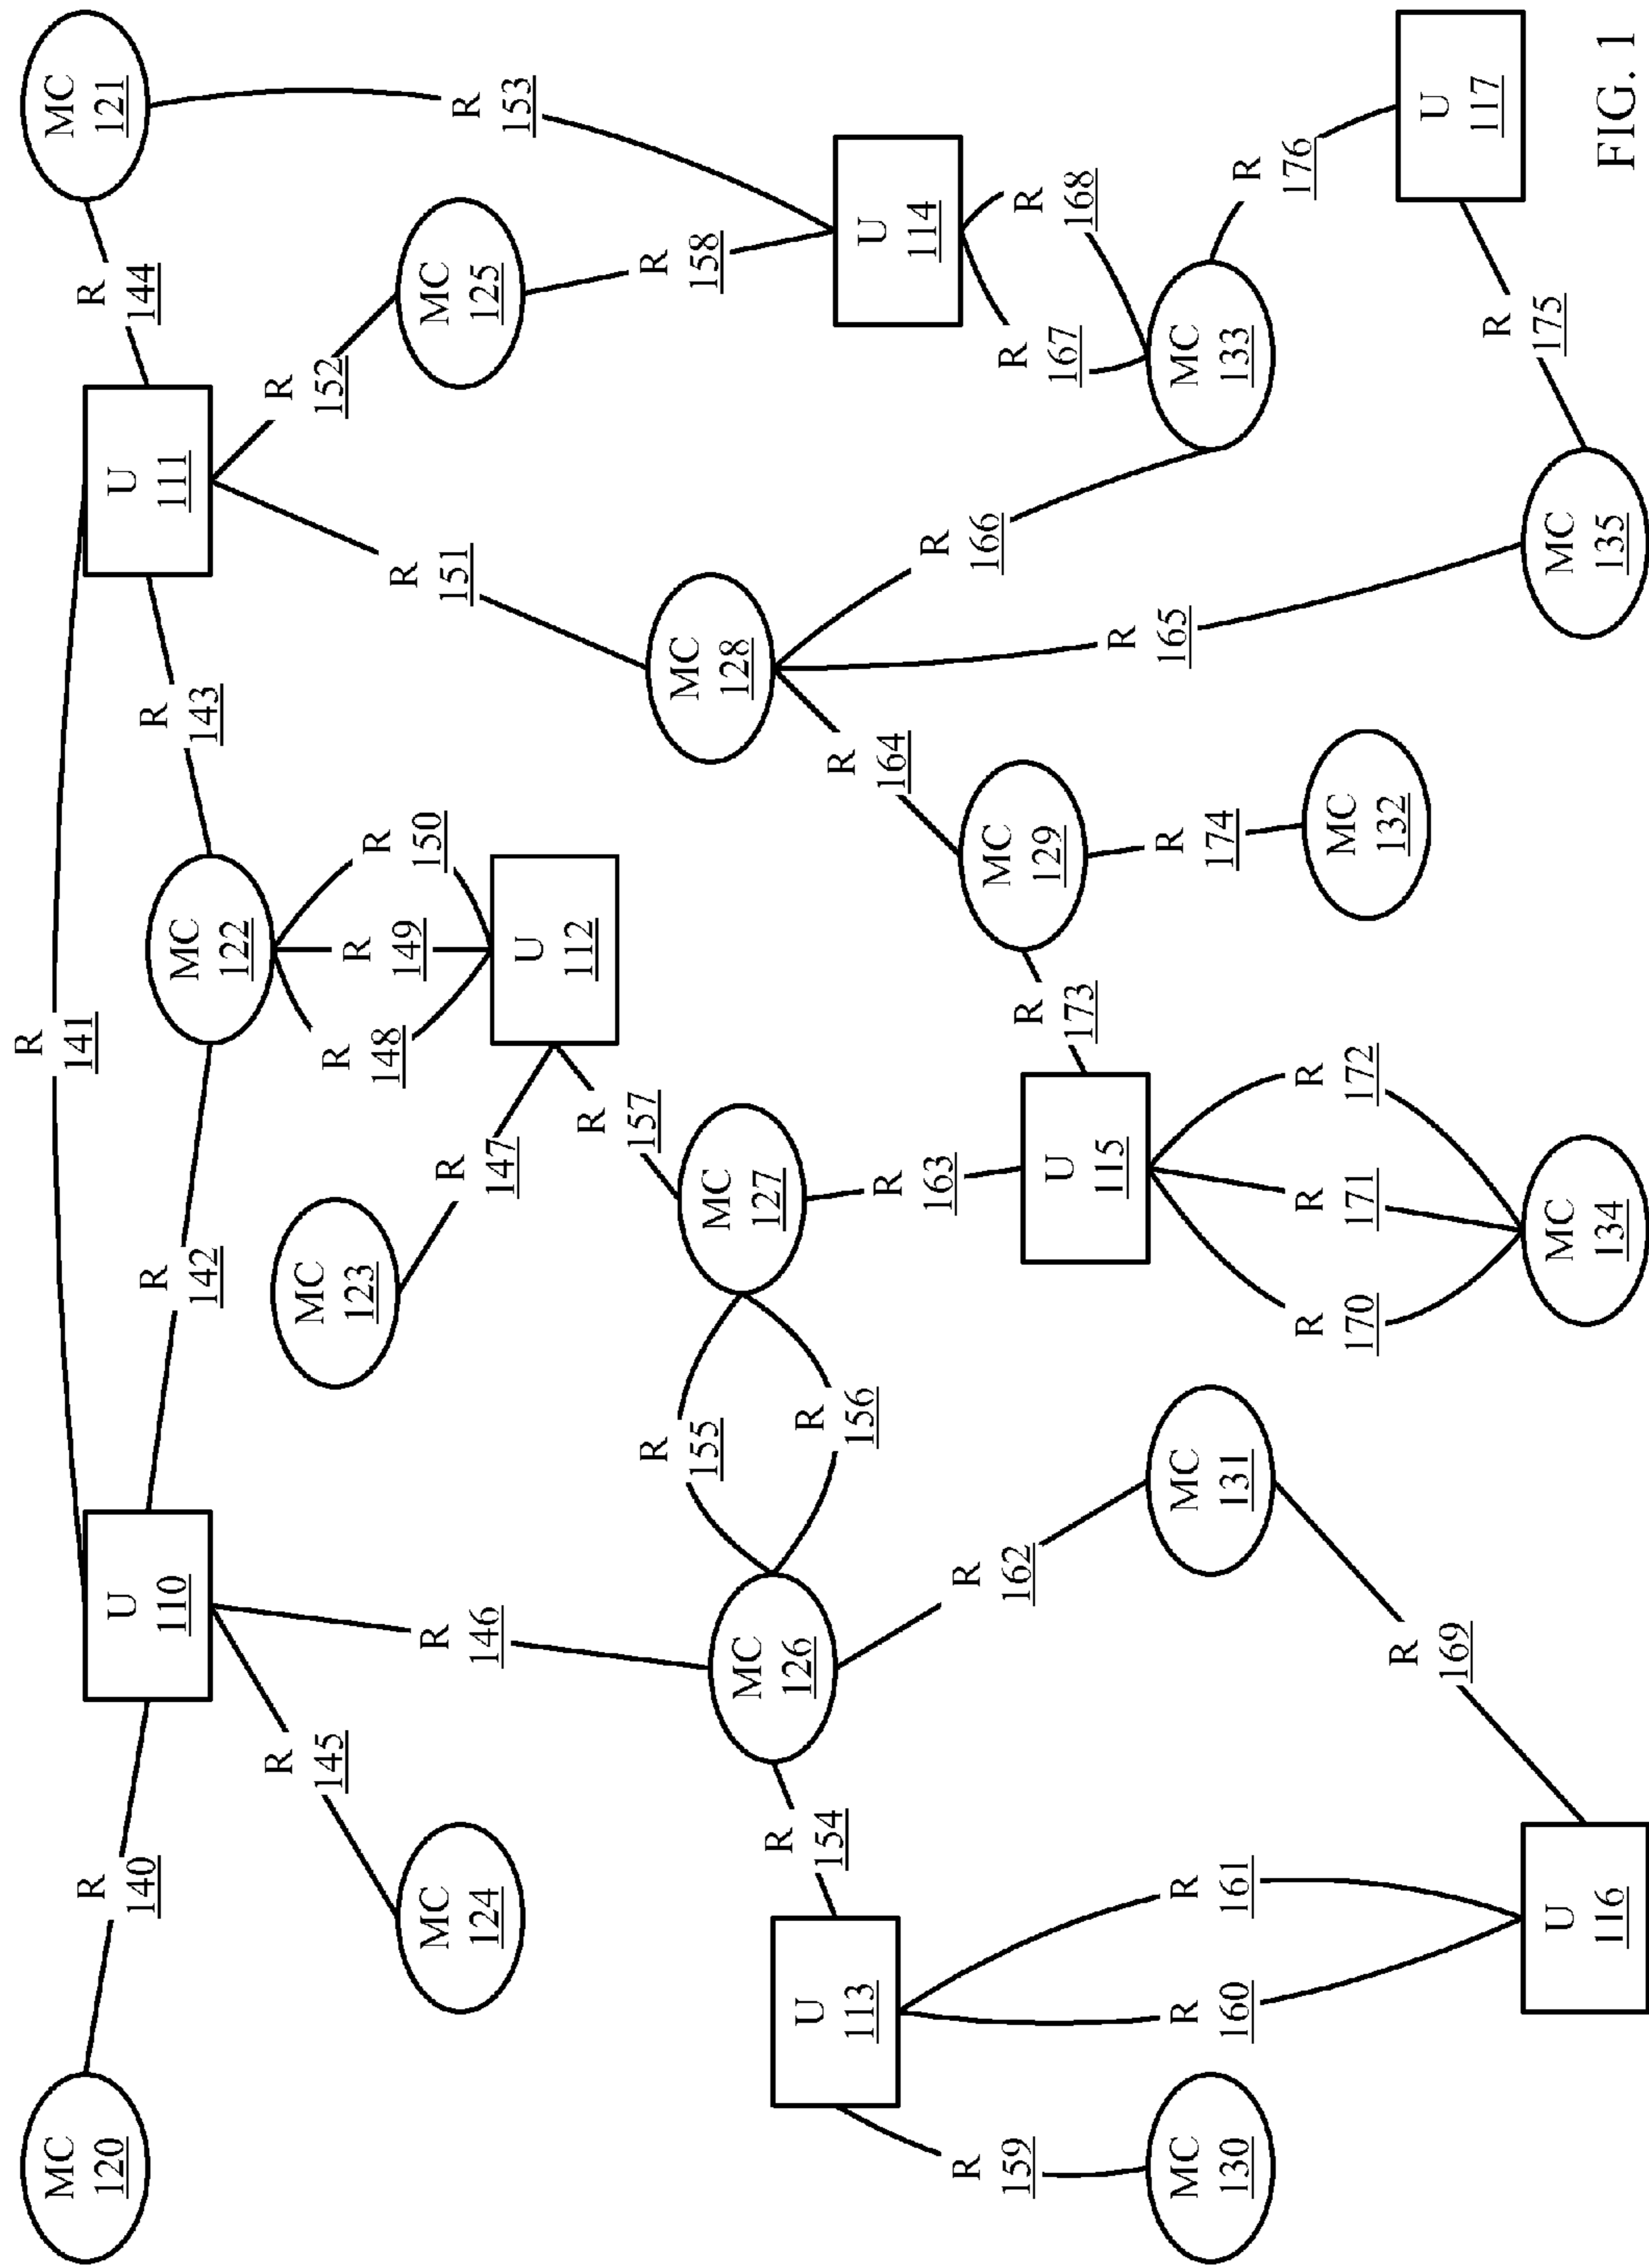 MC
120
R
140
U
110
R
141
R
142
MC
122
R
143
U
111
R
144
MC
121
R
145
MC
124
R
146
MC
123
R
147
R
148
R
149
R
150
U
112
R
151
R
152
MC
125
R
153
R
154
MC
126
R
155
R
156
MC
127
R
157
MC
128
R
158
U
114
U
113
R
159
MC
130
R
160
R
161
U
116
R
162
MC
131
R
163
U
115
R
164
MC
129
R
165
R
166
R
167
R
168
MC
133
R
169
R
170
R
171
R
172
MC
134
R
173
R
174
MC
132
R
175
MC
135
R
176
U
117
FIG. 1